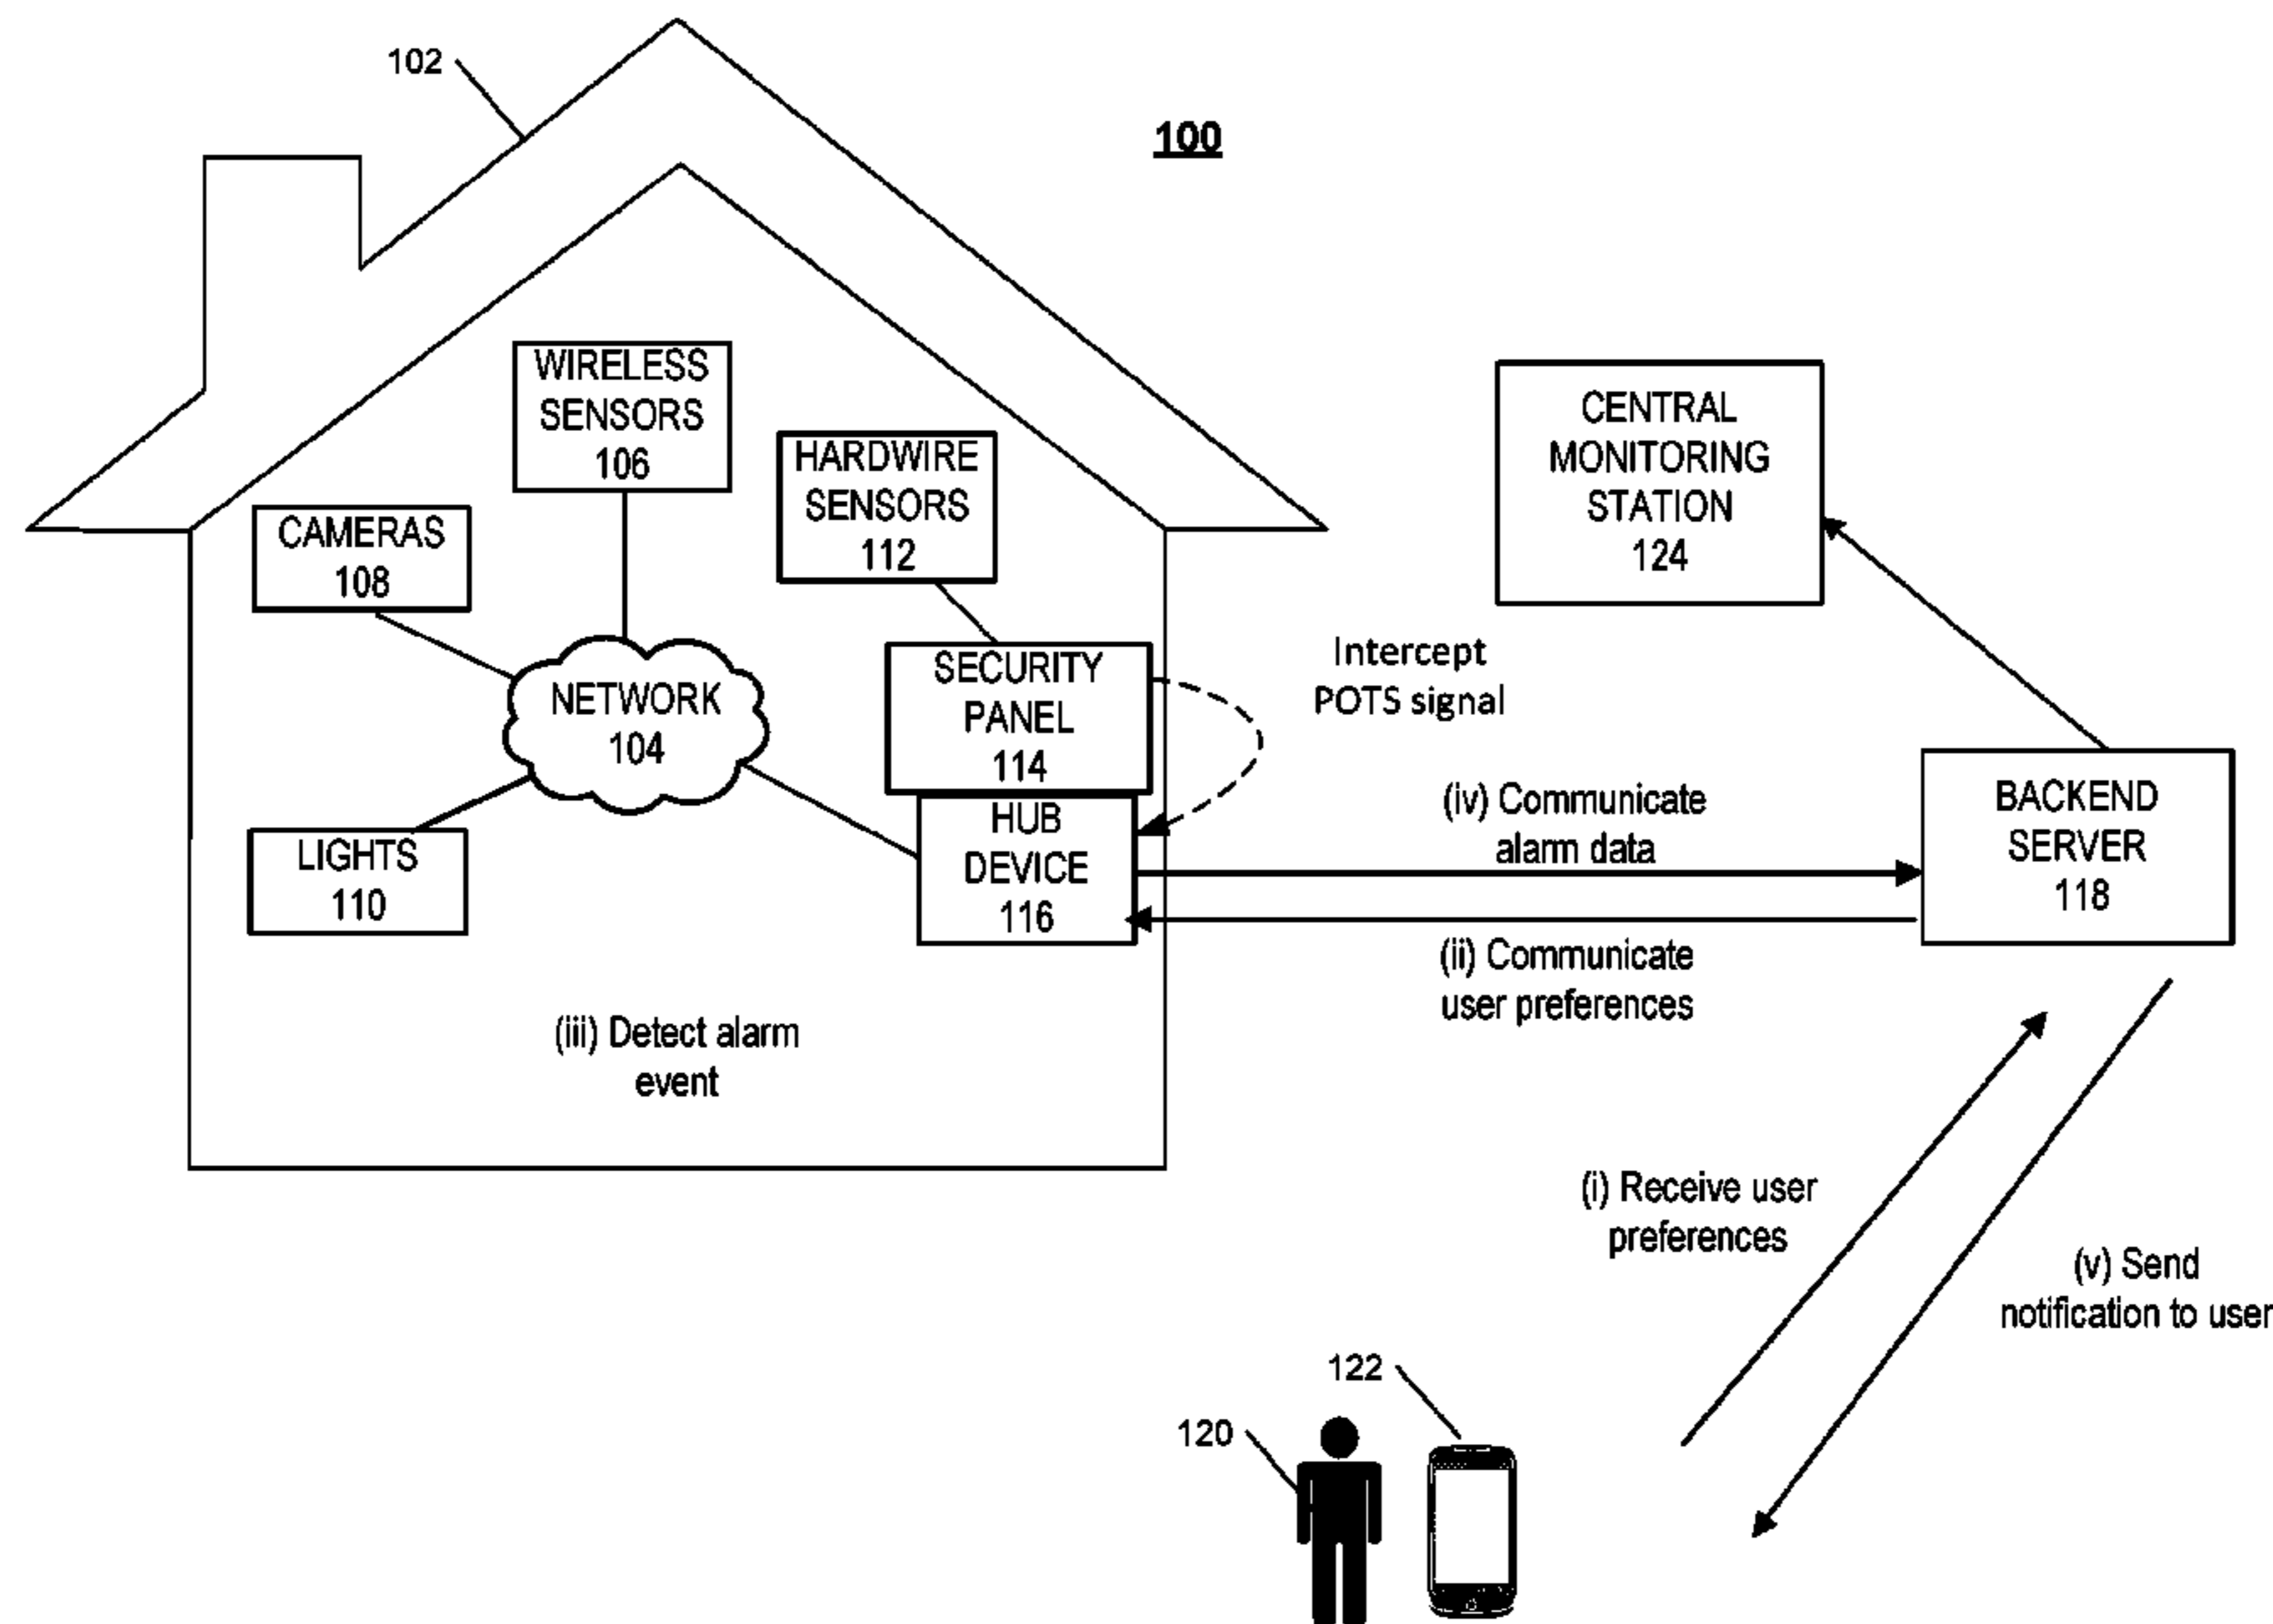 102
100
WIRELESS
SENSORS
106
HARDWIRE
SENSORS
112
CAMERAS
108
NETWORK
104
LIGHTS
110
SECURITY
PANEL
114
HUB
DEVICE
116
Intercept
POTS signal
CENTRAL
MONITORING
STATION
124
BACKEND
SERVER
118
(iv) Communicate
alarm data
(ii) Communicate
user preferences
(iii) Detect alarm
event
(i) Receive user
preferences
(v) Send
notification to user
122
120